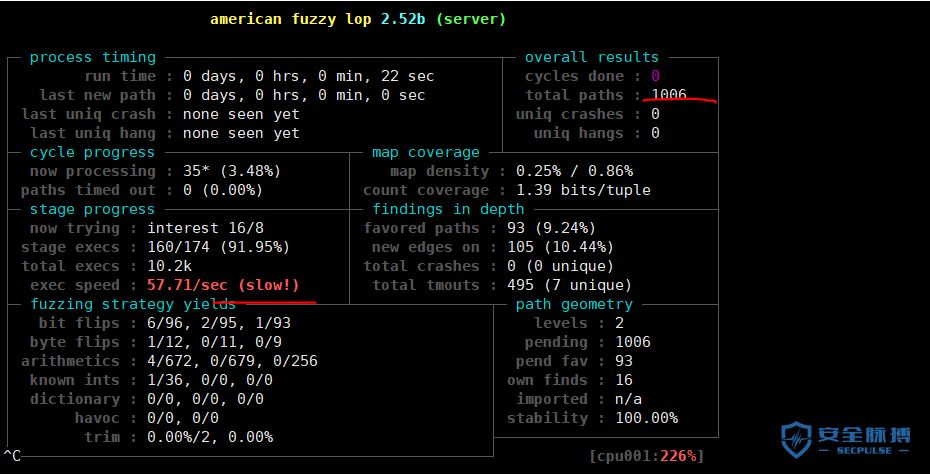 american fuzzy lop 2.52b (server)
process timing overall results
run time : 0 days, 0 hrs, 0 min, 22 sec cycles done : 0
last new path : 0 days, 0 hrs, 0 min, 0 sec total paths : 1006
last uniq crash : none seen yet uniq crashes : 0
last uniq hang : none seen yet uniq hangs : 0
cycle progress map coverage
now processing : 35* (3.48%) map density : 0.25% / 0.86%
paths timed out : 0 (0.00%) count coverage : 1.39 bits/tuple
stage progress findings in depth
now trying : interest 16/8 favored paths : 93 (9.24%)
stage execs : 160/174 (91.95%) new edges on : 105 (10.44%)
total execs : 10.2k total crashes : 0 (0 unique)
exec speed : 57.71/sec (slow!) total tmouts : 495 (7 unique)
fuzzing strategy yields path geometry
bit flips : 6/96, 2/95, 1/93 levels : 2
byte flips : 1/12, 0/11, 0/9 pending : 1006
arithmetics : 4/672, 0/679, 0/256 pend fav : 93
known ints : 1/36, 0/0, 0/0 own finds : 16
dictionary : 0/0, 0/0, 0/0 imported : n/a
havoc : 0/0, 0/0 stability : 100.00%
trim : 0.00%/2, 0.00%
^C [cpu001:226%]
安全脉搏
SECPULSE